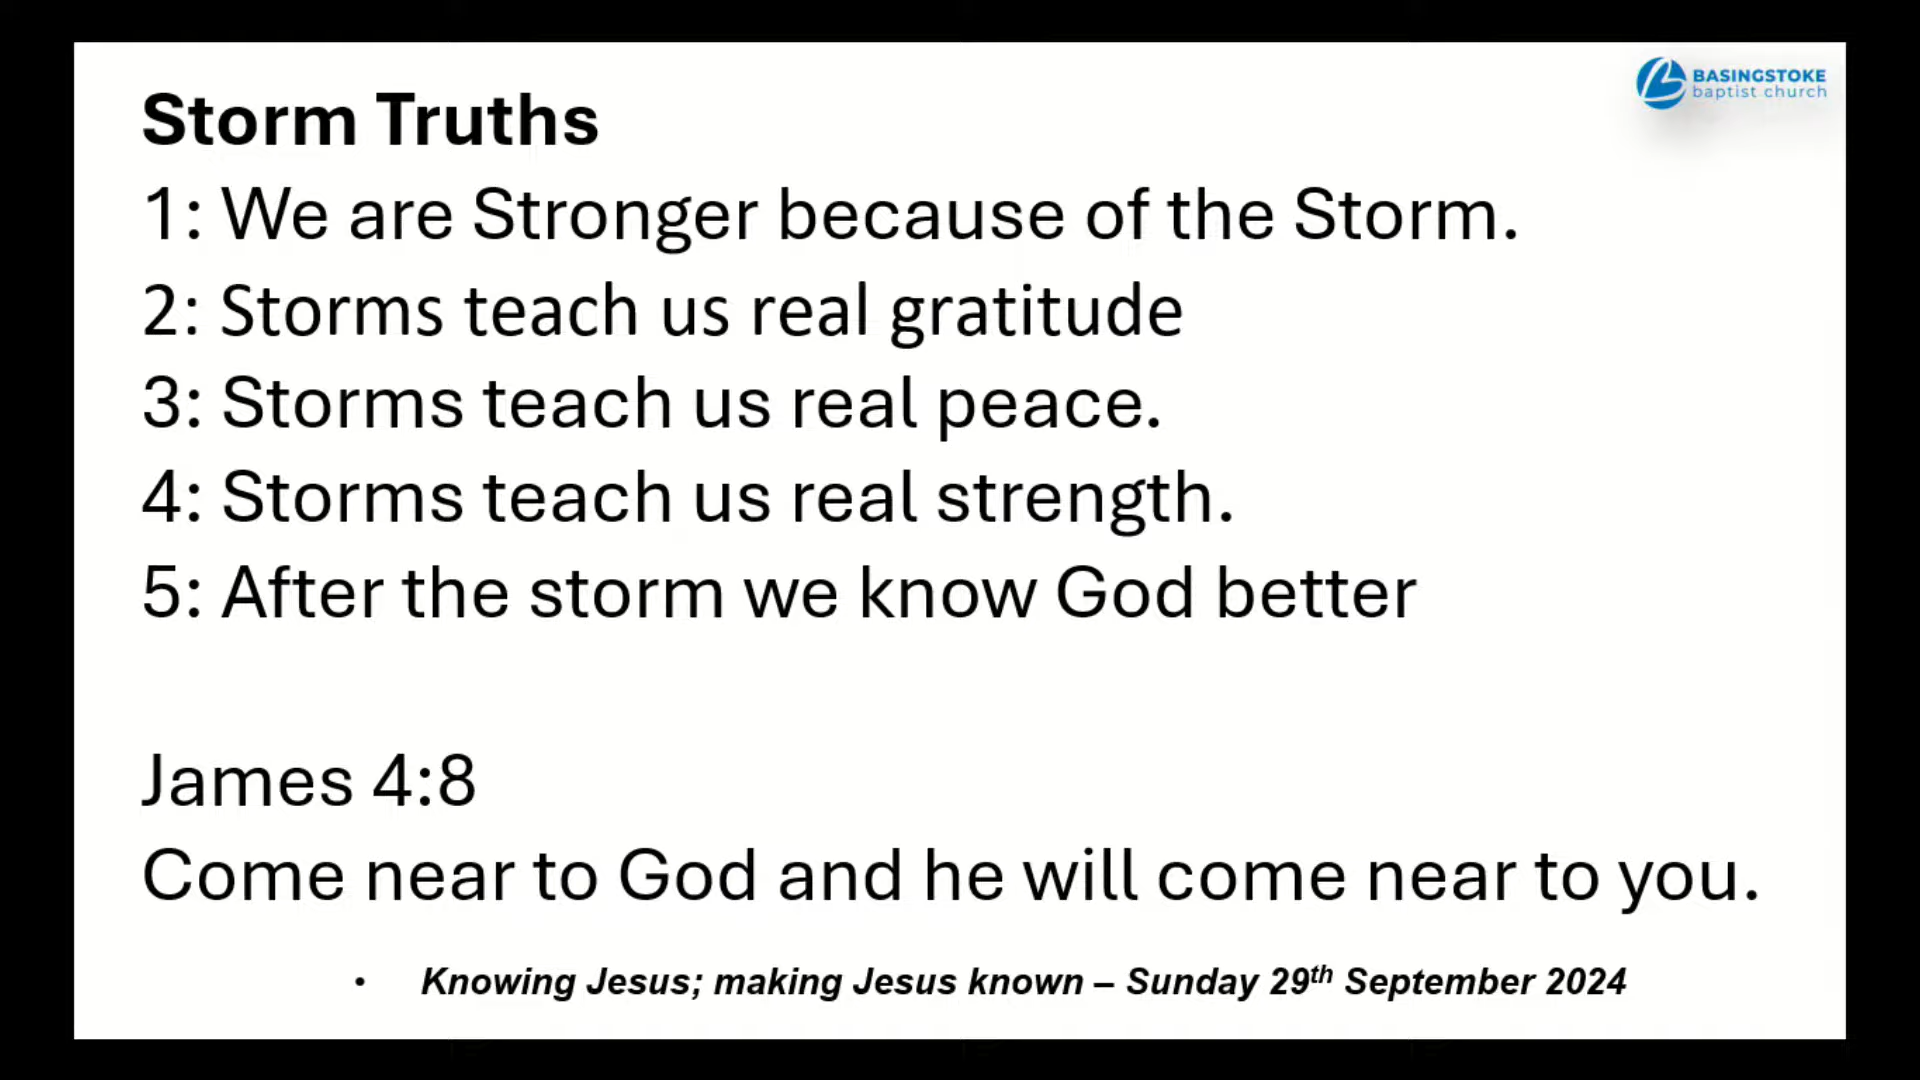 BASINGSTOKE
baptist church
Storm Truths
1: We are Stronger because of the Storm.
2: Storms teach us real gratitude
3: Storms teach us real peace.
4: Storms teach us real strength.
5: After the storm we know God better
James 4:8
Come near to God and he will come near to you.
• Knowing Jesus; making Jesus known – Sunday 29th September 2024